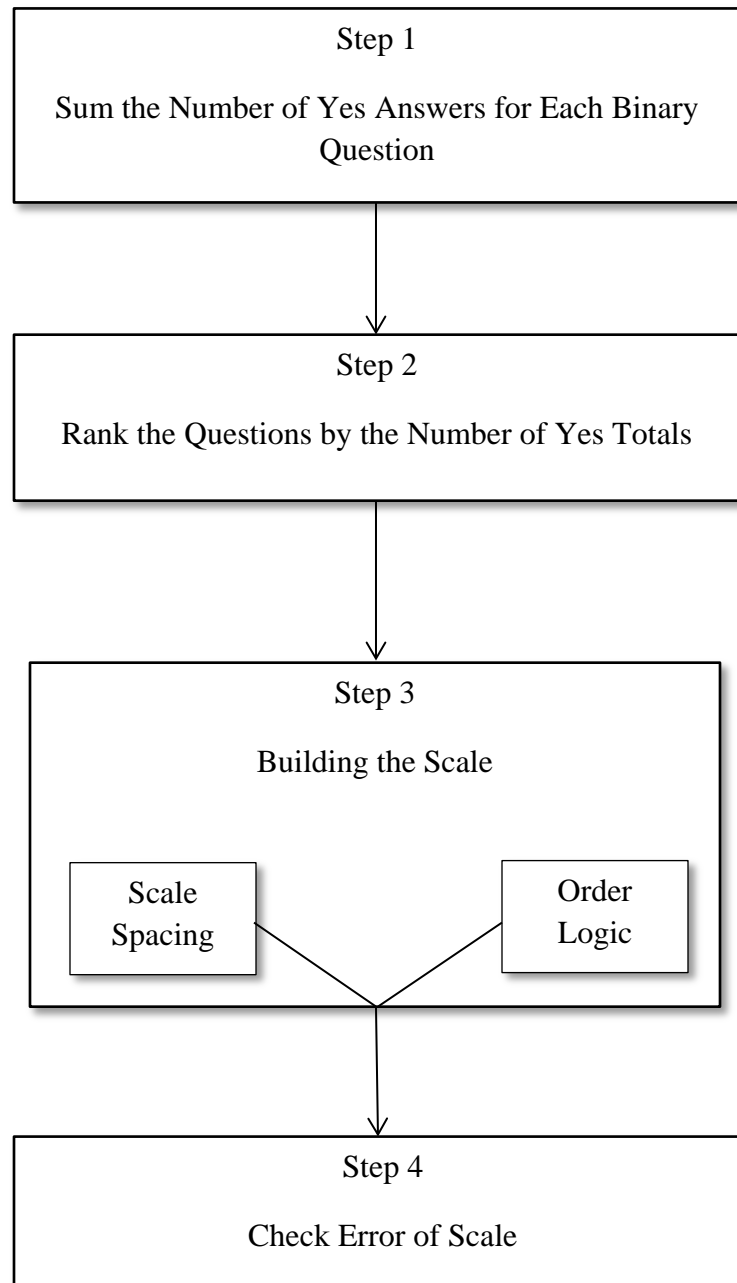 Step 1
Sum the Number of Yes Answers for Each Binary
Question
Step 2
Rank the Questions by the Number of Yes Totals
Step 3
Building the Scale
Scale
Spacing
Order
Logic
Step 4
Check Error of Scale